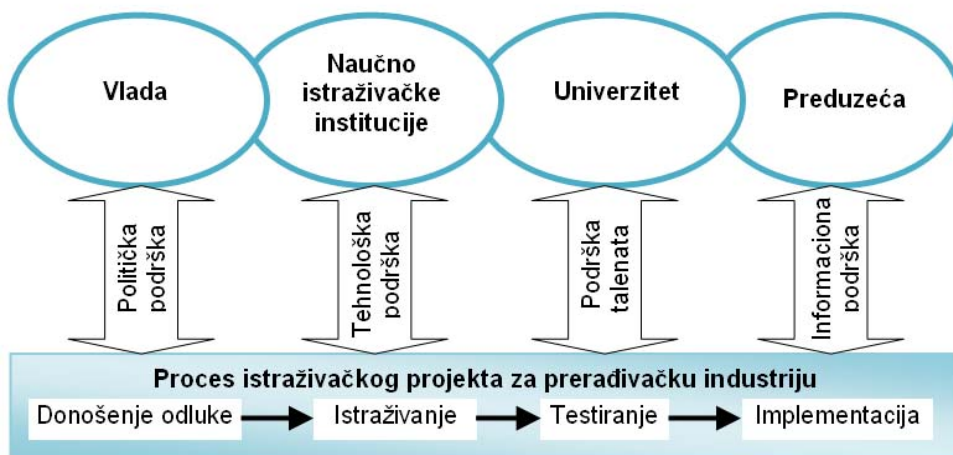 Vlada
Naučno
istraživačke
institucije
Univerzitet
Preduzeća
Politička
podrška
Tehnološka
podrška
Podrška
talenata
Informaciona
podrška
Proces istraživačkog projekta za prerađivačku industriju
Donošenje odluke
Istraživanje
Testiranje
Implementacija